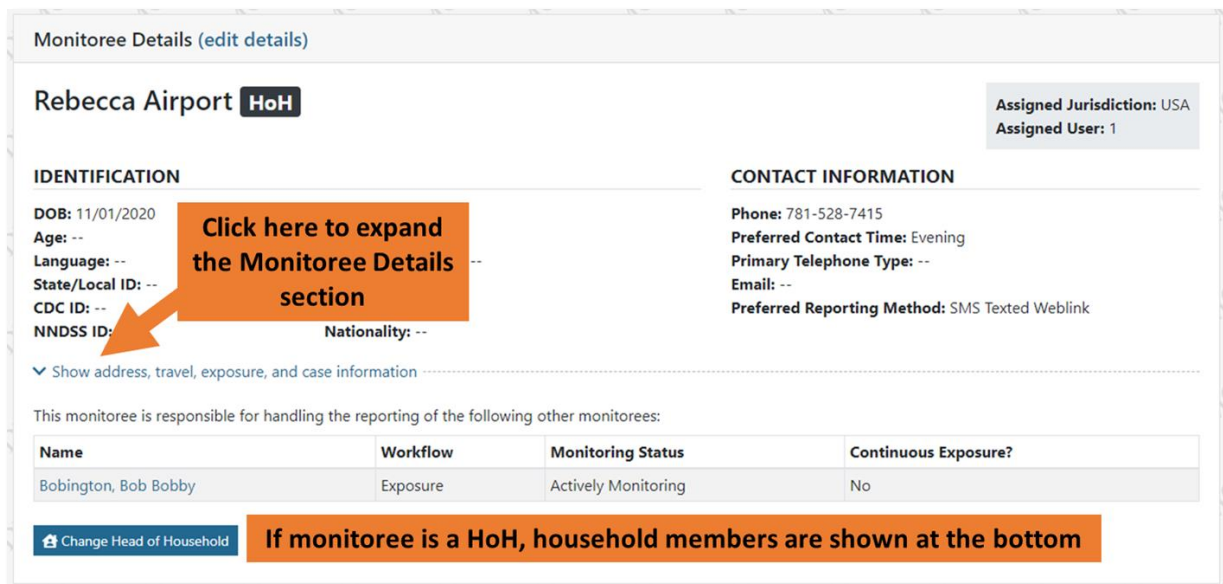 Monitoree Details (edit details)
Rebecca Airport HoH
Assigned Jurisdiction: USA
Assigned User: 1
IDENTIFICATION
DOB: 11/01/2020
Age: --
Language: --
State/Local ID: --
CDC ID: --
NNDSS ID:
--
Nationality: --
Click here to expand
the Monitoree Details
section
CONTACT INFORMATION
Phone: 781-528-7415
Preferred Contact Time: Evening
Primary Telephone Type: --
Email: --
Preferred Reporting Method: SMS Texted Weblink
Show address, travel, exposure, and case information
This monitoree is responsible for handling the reporting of the following other monitorees:
Name Workflow Monitoring Status Continuous Exposure?
Bobington, Bob Bobby Exposure Actively Monitoring No
Change Head of Household
If monitoree is a HoH, household members are shown at the bottom